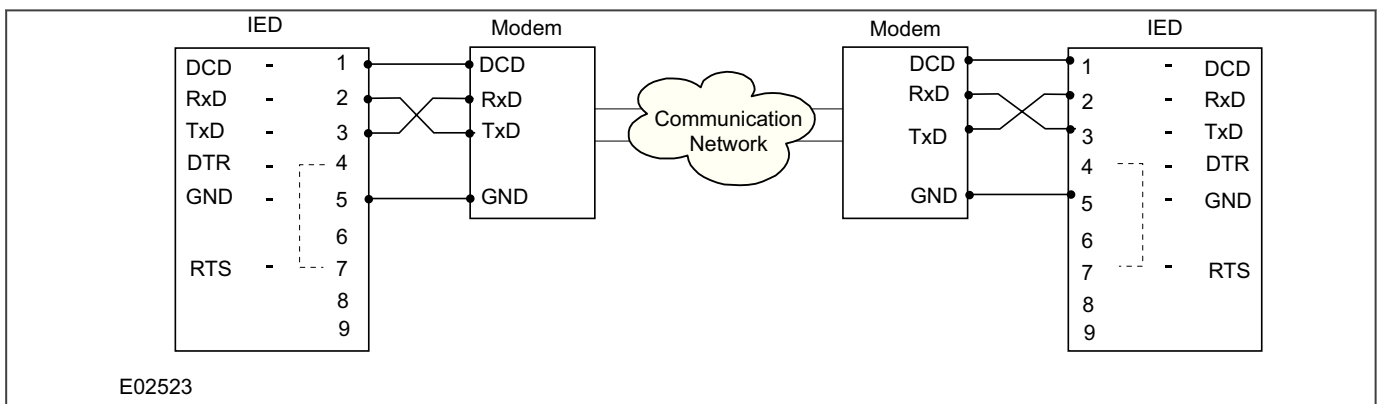 IED Modem Modem IED
DCD - 1 DCD DCD 1 - DCD
RxD - 2 RxD RxD 2 - RxD
TxD - 3 TxD Communication TxD 3 - TxD
Network
DTR - 4 4 - DTR
GND - 5 GND GND 5 - GND
6 6
RTS - 7 7 - RTS
8 8
9 9
E02523